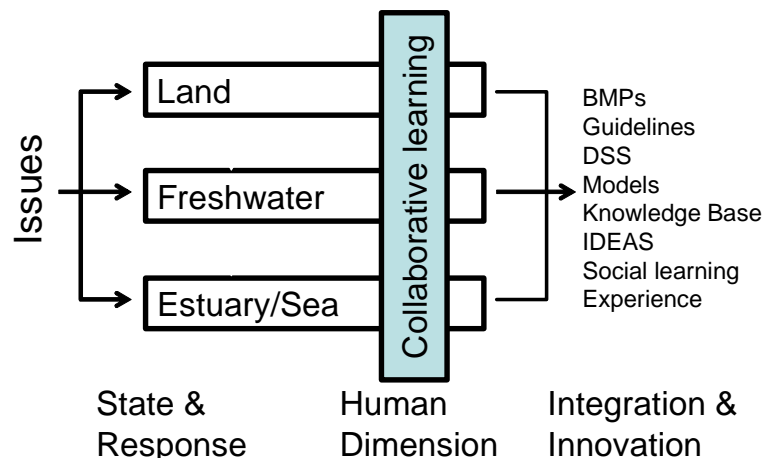 Issues
Land
Freshwater
Estuary/Sea
Collaborative learning
BMPs
Guidelines
DSS
Models
Knowledge Base
IDEAS
Social learning
Experience
State &
Response
Human
Dimension
Integration &
Innovation